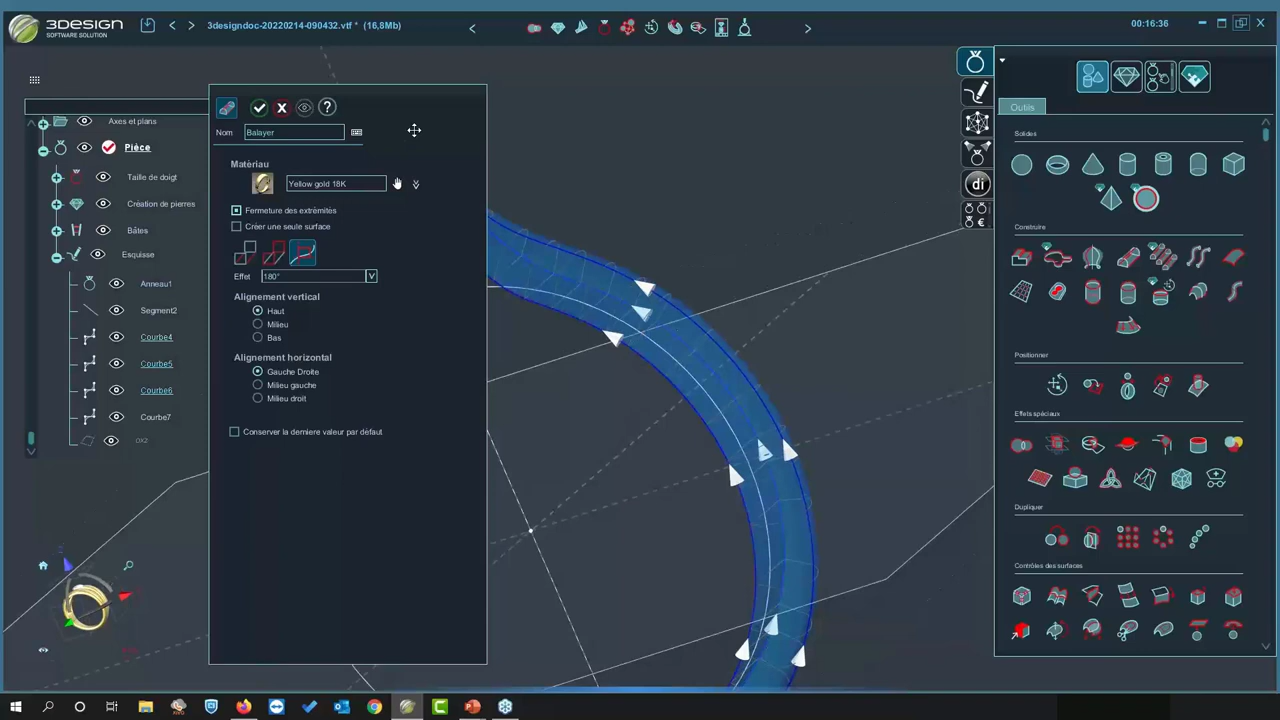 3DESIGN
SOFTWARE SOLUTION
3designdoc-20220214-090432.vtf * (16,8Mb)
00:16:36
Axes et plans
Pièce
Taille de doigt
Création de pierres
Bâtes
Esquisse
Anneau1
Segment2
Courbe4
Courbe5
Courbe6
Courbe7
Nom
Balayer
Matériau
Yellow gold 18K
Fermeture des extrémités
Créer une seule surface
Effet
180°
Alignement vertical
Haut
Milieu
Bas
Alignement horizontal
Gauche Droite
Milieu gauche
Milieu droit
Conserver la derniere valeur par défaut
di
Outils
Solides
Construire
Positionner
Effets spéciaux
Dupliquer
Contrôles des surfaces